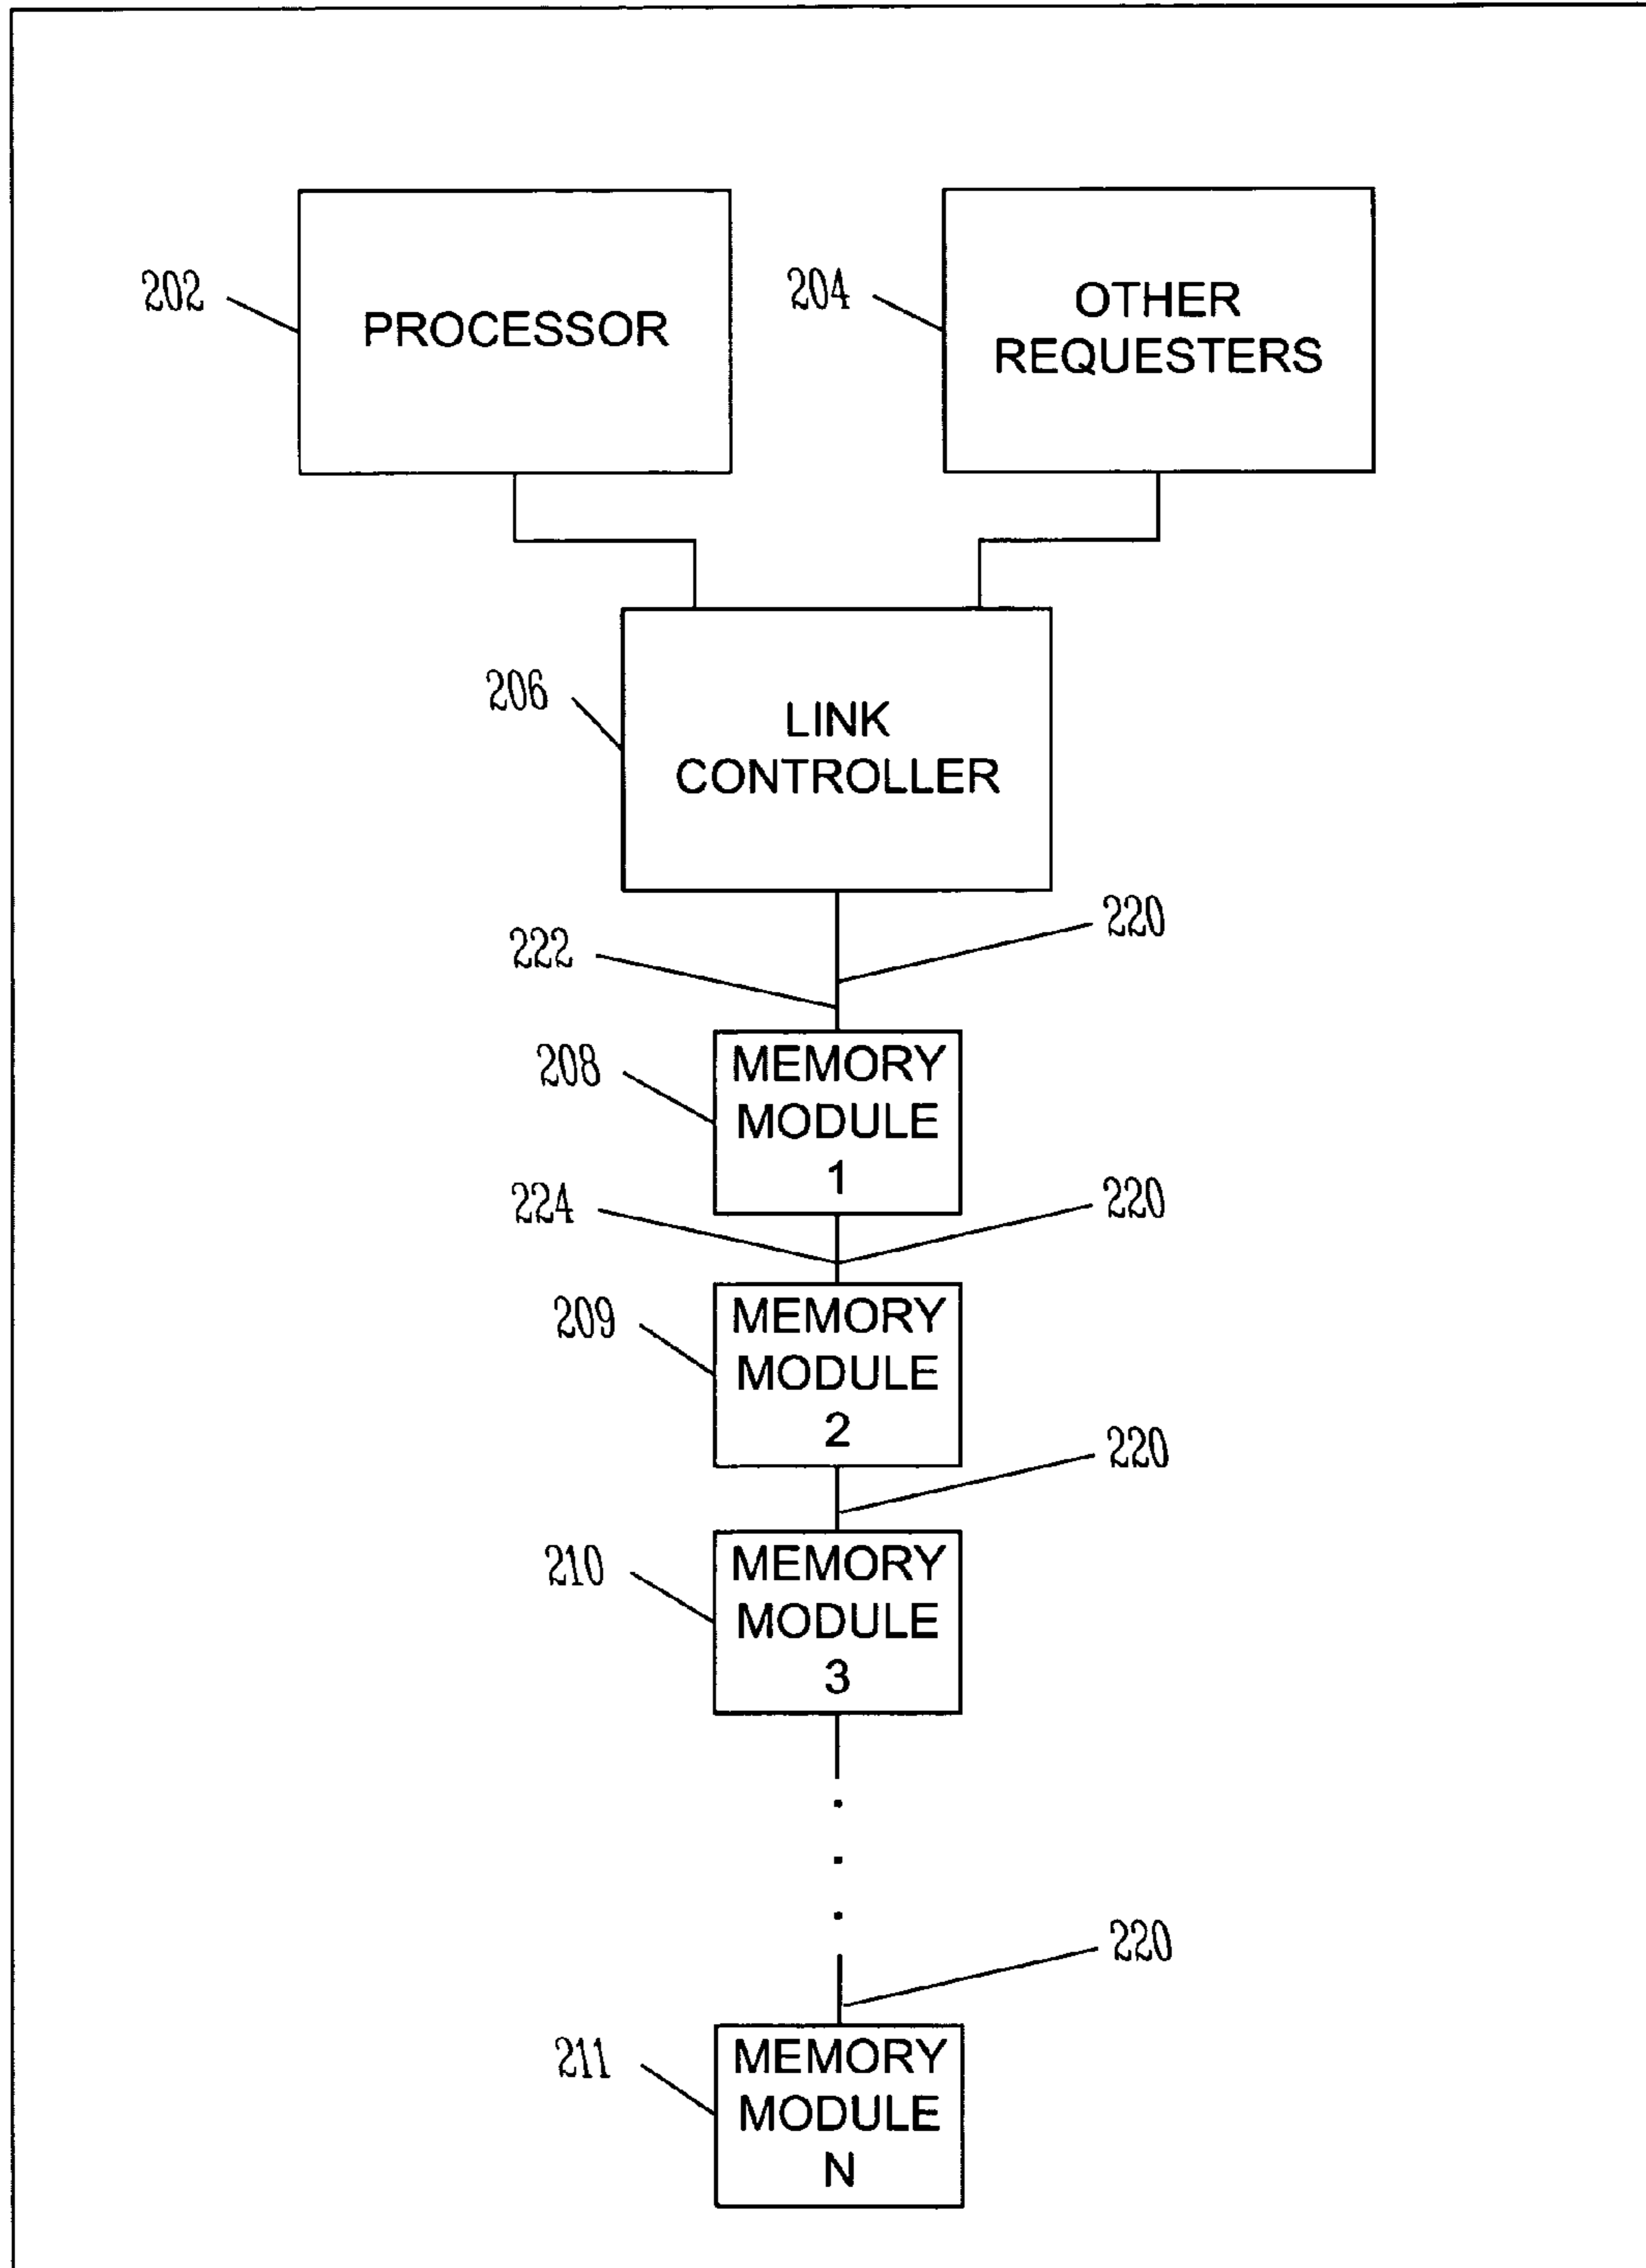 202
PROCESSOR
204
OTHER
REQUESTERS
206
LINK
CONTROLLER
222
220
208
MEMORY
MODULE
1
224
220
209
MEMORY
MODULE
2
220
210
MEMORY
MODULE
3
220
211
MEMORY
MODULE
N